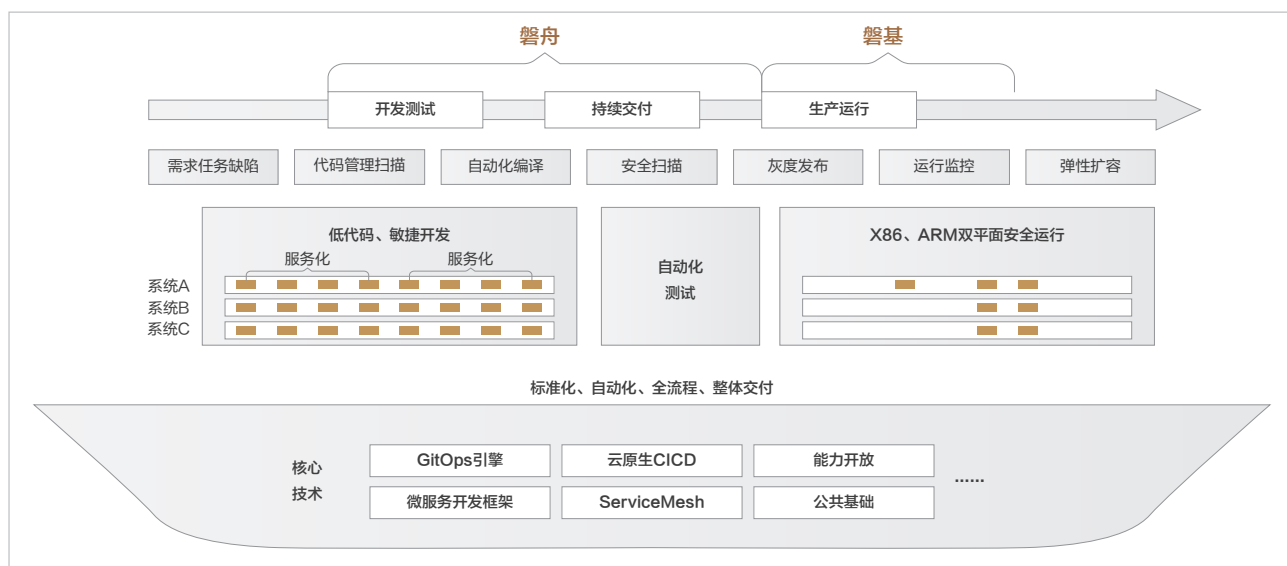 磐舟 磐基
开发测试 持续交付 生产运行
需求任务缺陷 代码管理扫描 自动化编译 安全扫描 灰度发布 运行监控 弹性扩容
低代码、敏捷开发
服务化 服务化
系统A
系统B
系统C
自动化
测试
X86、ARM双平面安全运行
标准化、自动化、全流程、整体交付
核心
技术
GitOps引擎 云原生CICD 能力开放
微服务开发框架 ServiceMesh 公共基础
......